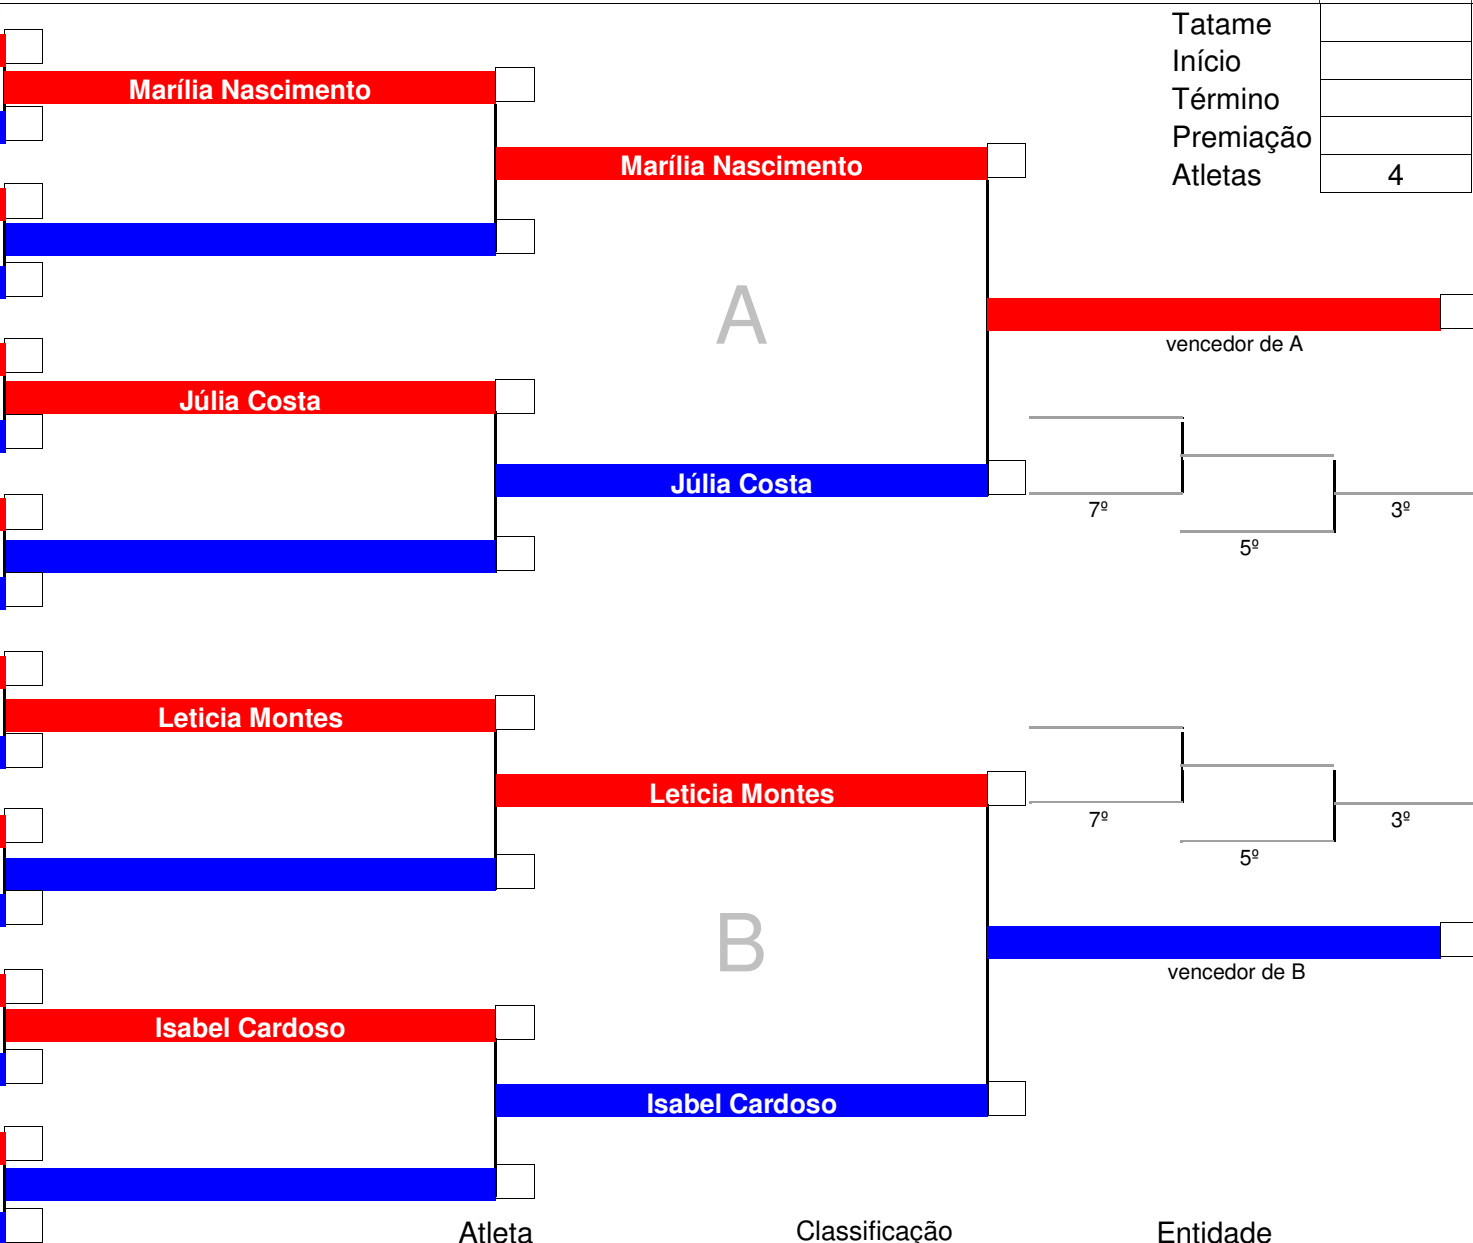 Tatame
Início
Término
Premiação
Atletas 4
Marília Nascimento
Marília Nascimento
A
vencedor de A
Júlia Costa
Júlia Costa
7º
3º
5º
Leticia Montes
Leticia Montes
7º
3º
5º
B
vencedor de B
Isabel Cardoso
Isabel Cardoso
Atleta Classificação Entidade